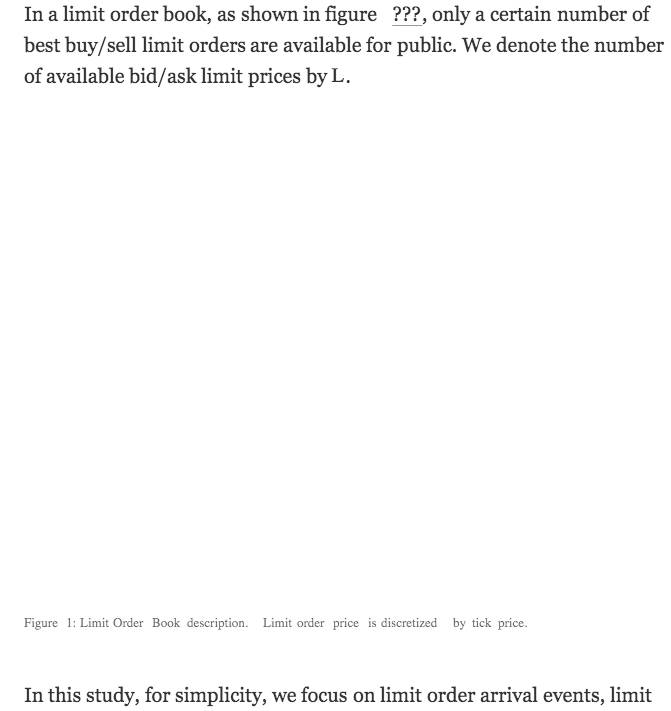 In a limit order book, as shown in figure ???, only a certain number of
best buy/sell limit orders are available for public. We denote the number
of available bid/ask limit prices by L.
Figure 1: Limit Order Book description. Limit order price is discretized by tick price.
In this study, for simplicity, we focus on limit order arrival events, limit